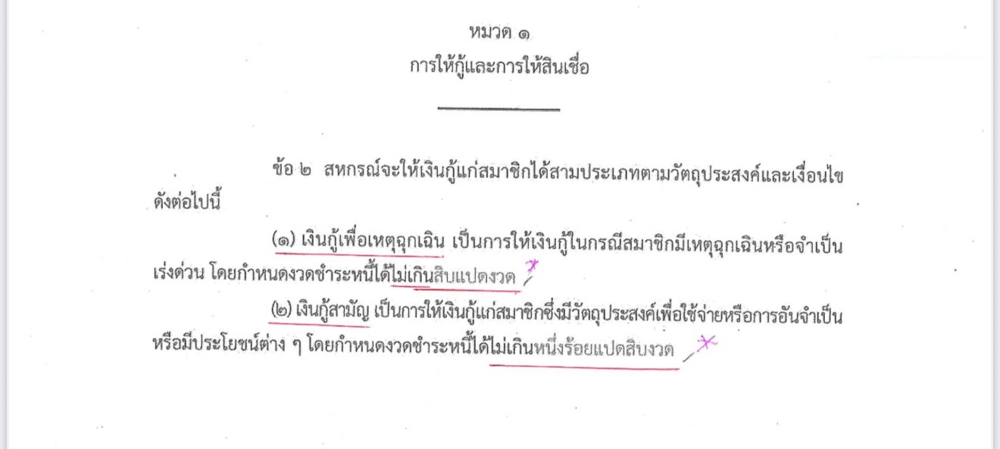 หมวด ๑
การให้กู้และการให้สินเชื่อ
ข้อ ๒ สหกรณ์จะให้เงินกู้แก่สมาชิกได้สามประเภทตามวัตถุประสงค์และเงื่อนไข
ดังต่อไปนี้
(๑) เงินกู้เพื่อเหตุฉุกเฉิน เป็นการให้เงินกู้ในกรณีสมาชิกมีเหตุฉุกเฉินหรือจำเป็น
เร่งด่วน โดยกำหนดงวดชำระหนี้ได้ไม่เกินสิบแปดงวด
(๒) เงินกู้สามัญ เป็นการให้เงินกู้แก่สมาชิกซึ่งมีวัตถุประสงค์เพื่อใช้จ่ายหรือการอันจำเป็น
หรือมีประโยชน์ต่าง ๆ โดยกำหนดงวดชำระหนี้ได้ไม่เกินหนึ่งร้อยแปดสิบงวด